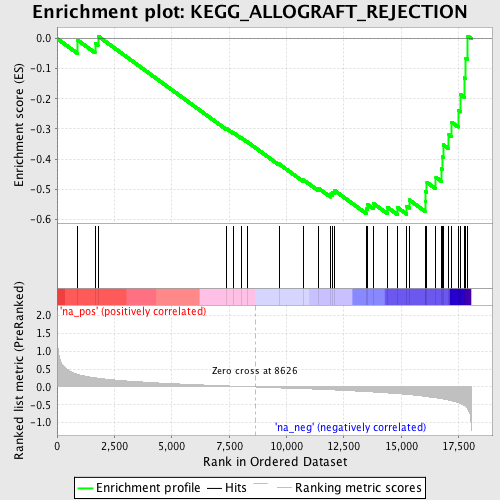 Enrichment plot: KEGG_ALLOGRAFT_REJECTION
Enrichment score (ES)
0.0
-0.1
-0.2
-0.3
-0.4
-0.5
-0.6
'na_pos' (positively correlated)
Ranked list metric (PreRanked)
2.0
1.5
1.0
0.5
0.0
-0.5
-1.0
Zero cross at 8626
'na_neg' (negatively correlated)
0 2,500 5,000 7,500 10,000 12,500 15,000 17,500
Rank in Ordered Dataset
Enrichment profile Hits Ranking metric scores